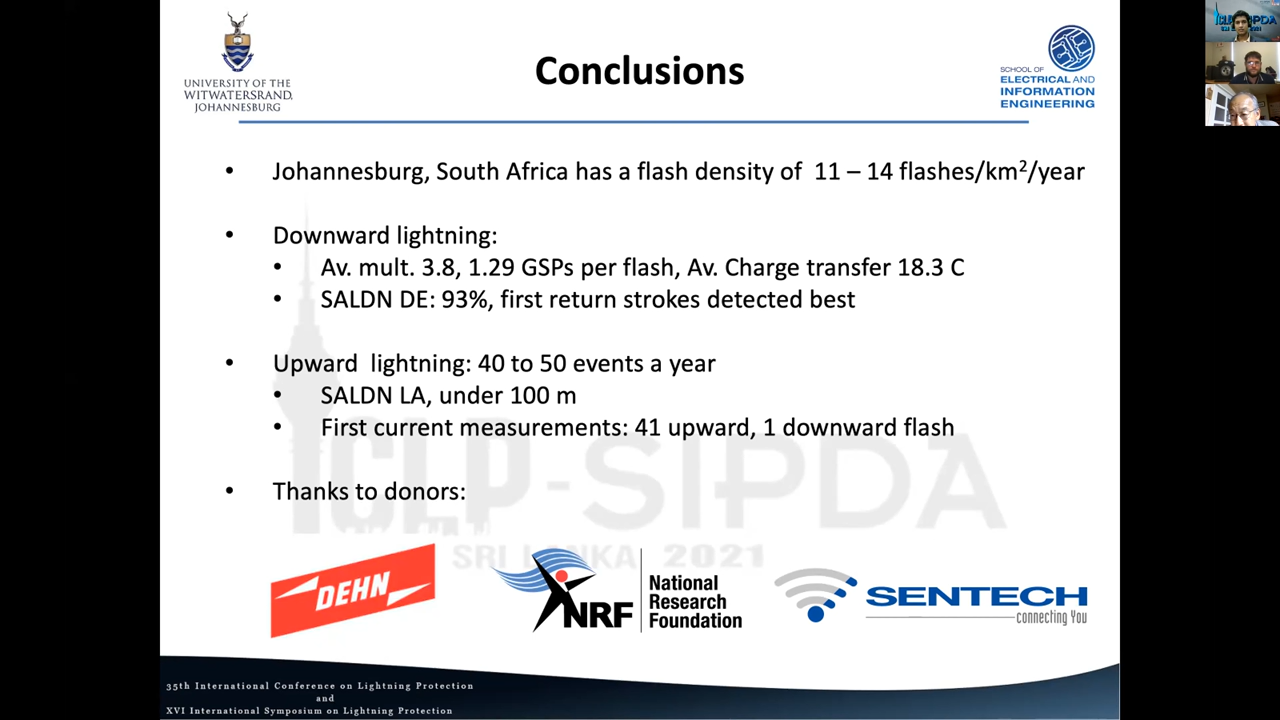 UNIVERSITY OF THE
WITWATERSRAND,
JOHANNESBURG
Conclusions
SCHOOL OF
ELECTRICAL AND
INFORMATION
ENGINEERING
• Johannesburg, South Africa has a flash density of 11 – 14 flashes/km²/year
• Downward lightning:
• Av. mult. 3.8, 1.29 GSPs per flash, Av. Charge transfer 18.3 C
• SALDN DE: 93%, first return strokes detected best
• Upward lightning: 40 to 50 events a year
• SALDN LA, under 100 m
• First current measurements: 41 upward, 1 downward flash
• Thanks to donors:
ICLP-SIPDA
SRI LANKA 2021
DEHN
NRF
National
Research
Foundation
SENTECH
connecting You
35th International Conference on Lightning Protection
and
XVI International Symposium on Lightning Protection